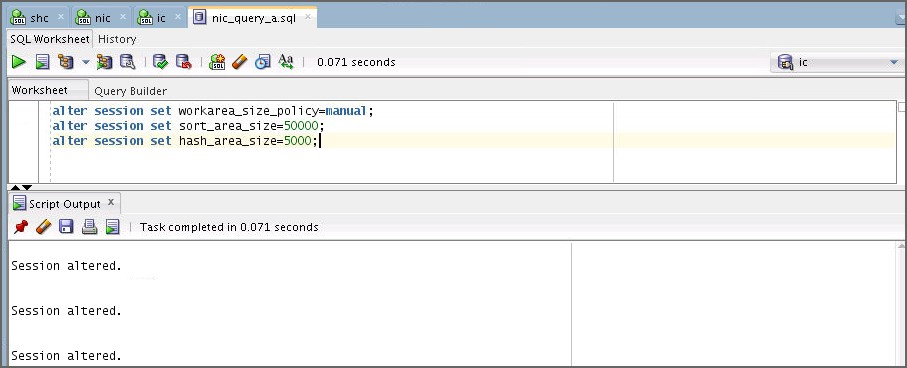 shc nic ic nic_query_a.sql
SQL Worksheet History
0.071 seconds ic
Worksheet Query Builder
alter session set workarea_size_policy=manual;
alter session set sort_area_size=50000;
alter session set hash_area_size=5000;
Script Output x
Task completed in 0.071 seconds
Session altered.
Session altered.
Session altered.